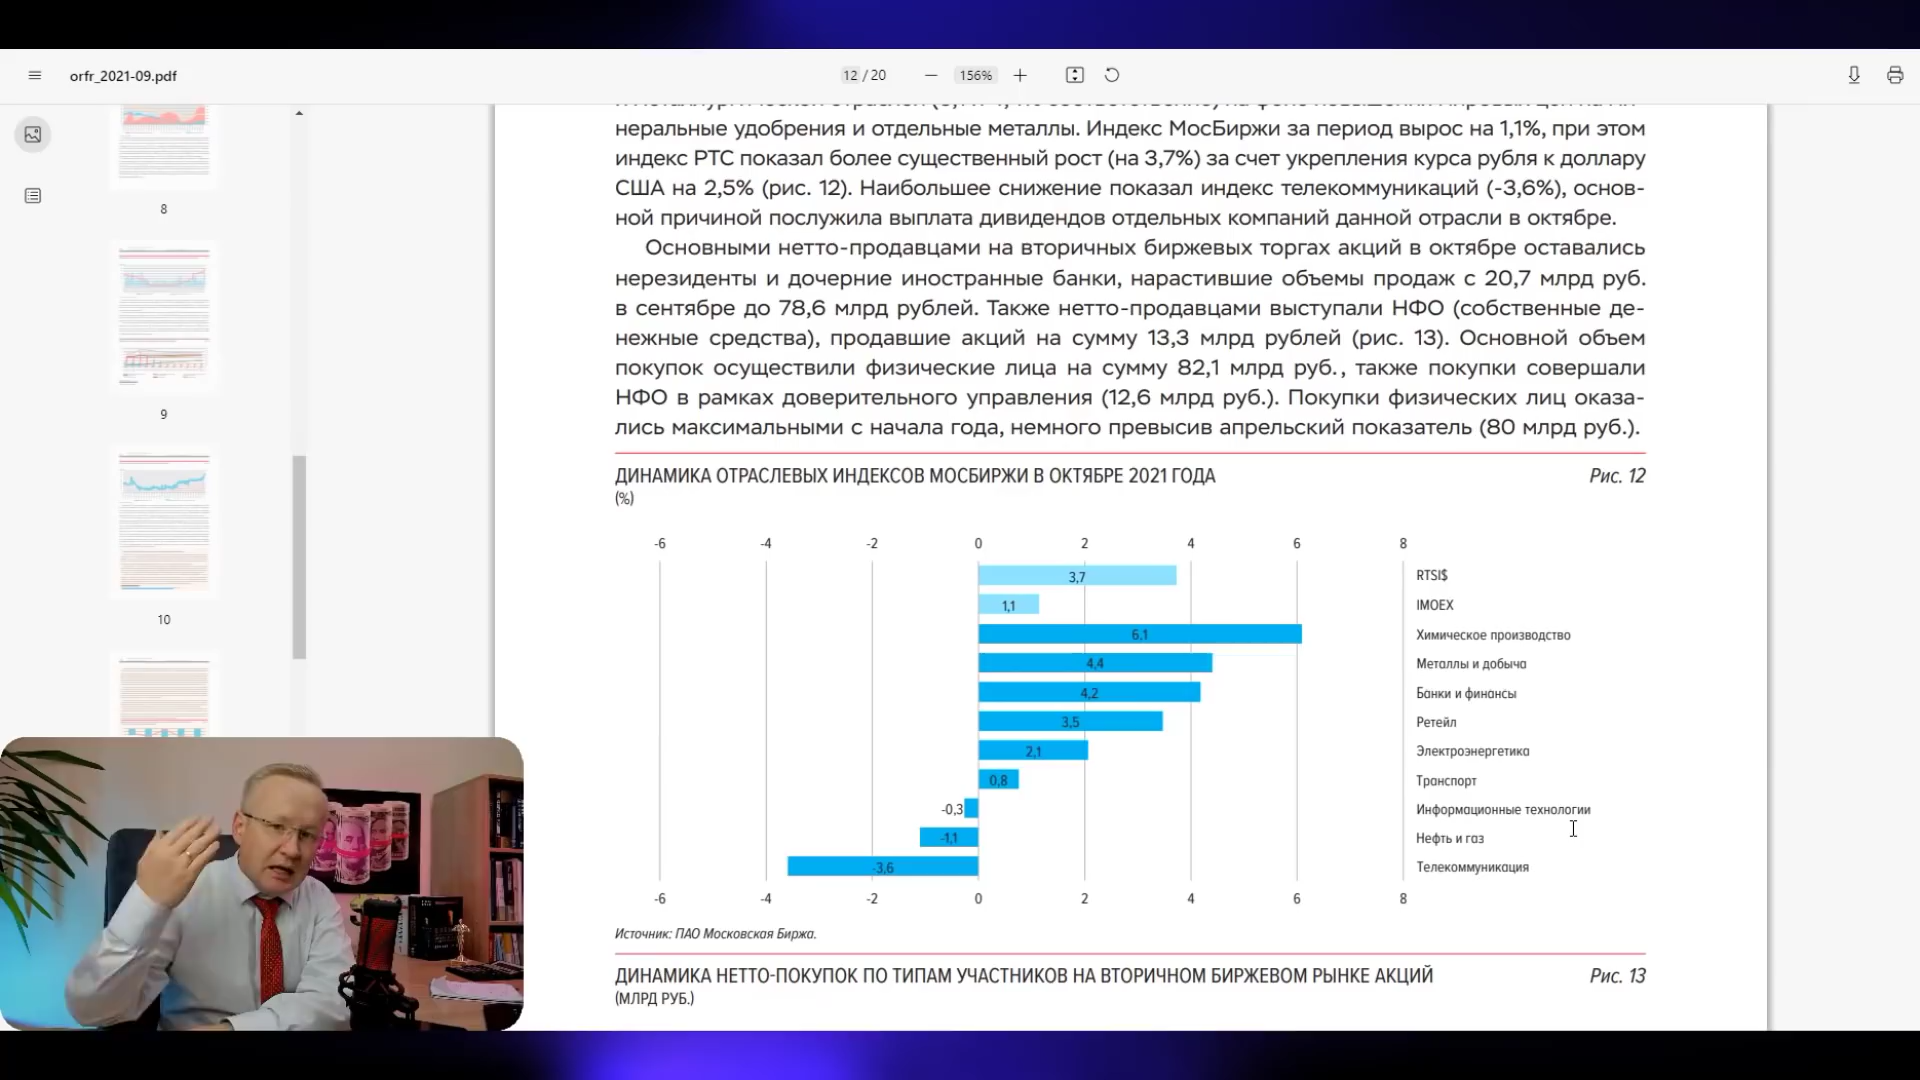 orfr_2021-09.pdf
12 / 20
156%
неральные удобрения и отдельные металлы. Индекс МосБиржи за период вырос на 1,1%, при этом
индекс РТС показал более существенный рост (на 3,7%) за счет укрепления курса рубля к доллару
США на 2,5% (рис. 12). Наибольшее снижение показал индекс телекоммуникаций (-3,6%), основ-
ной причиной послужила выплата дивидендов отдельных компаний данной отрасли в октябре.
Основными нетто-продавцами на вторичных биржевых торгах акций в октябре оставались
нерезиденты и дочерние иностранные банки, нарастившие объемы продаж с 20,7 млрд руб.
в сентябре до 78,6 млрд рублей. Также нетто-продавцами выступали НФО (собственные де-
нежные средства), продавшие акций на сумму 13,3 млрд рублей (рис. 13). Основной объем
покупок осуществили физические лица на сумму 82,1 млрд руб., также покупки совершали
НФО в рамках доверительного управления (12,6 млрд руб.). Покупки физических лиц оказа-
лись максимальными с начала года, немного превысив апрельский показатель (80 млрд руб.).
ДИНАМИКА ОТРАСЛЕВЫХ ИНДЕКСОВ МОСБИРЖИ В ОКТЯБРЕ 2021 ГОДА
Рис. 12
(%)
-6 -4 -2 0 2 4 6 8
3,7 RTSI$
1,1 IMOEX
6,1 Химическое производство
4,4 Металлы и добыча
4,2 Банки и финансы
3,5 Ретейл
2,1 Электроэнергетика
0,8 Транспорт
-0,3 Информационные технологии
-1,1 Нефть и газ
-3,6 Телекоммуникация
-6 -4 -2 0 2 4 6 8
Источник: ПАО Московская Биржа.
ДИНАМИКА НЕТТО-ПОКУПОК ПО ТИПАМ УЧАСТНИКОВ НА ВТОРИЧНОМ БИРЖЕВОМ РЫНКЕ АКЦИЙ
Рис. 13
(МЛРД РУБ.)
8
9
10